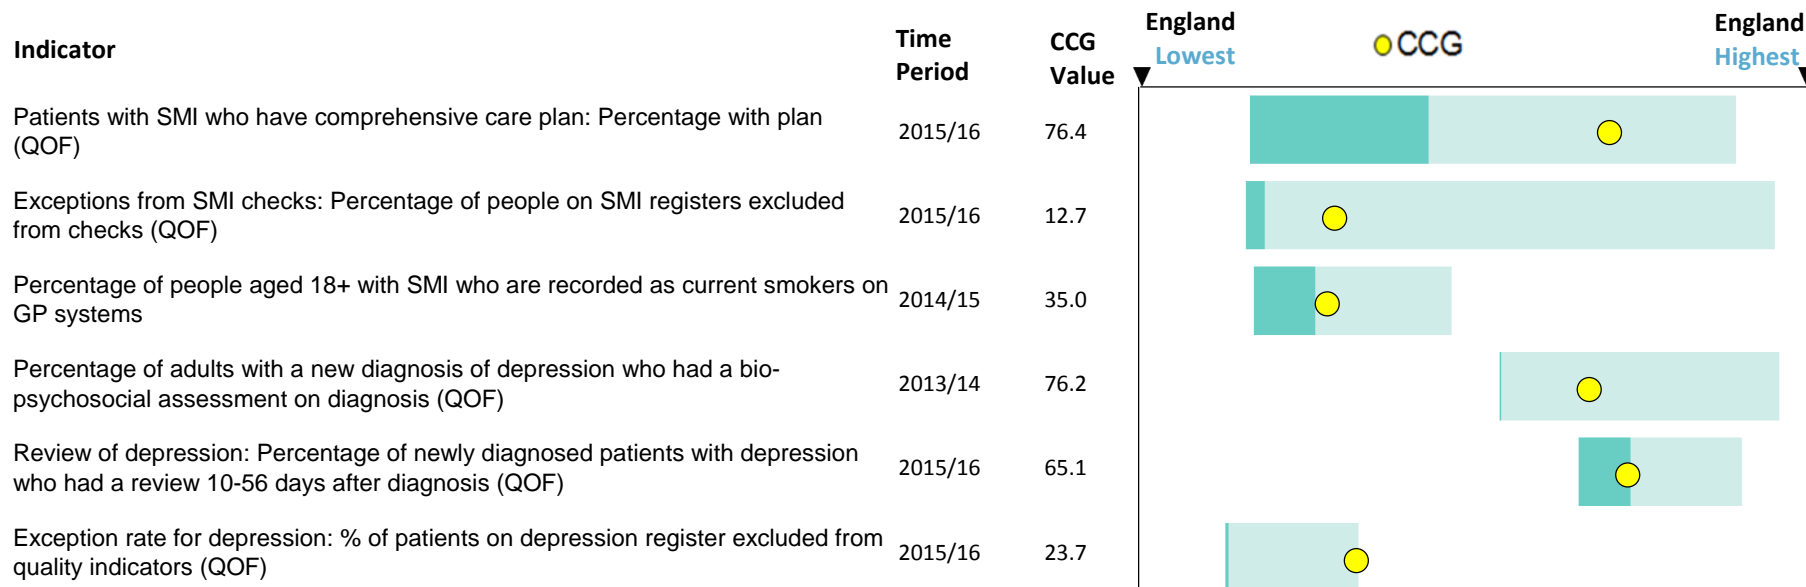 Indicator
Time Period
CCG Value
England Lowest
CCG
England Highest
Patients with SMI who have comprehensive care plan: Percentage with plan
(QOF)
2015/16
76.4
Exceptions from SMI checks: Percentage of people on SMI registers excluded
from checks (QOF)
2015/16
12.7
Percentage of people aged 18+ with SMI who are recorded as current smokers on
GP systems
2014/15
35.0
Percentage of adults with a new diagnosis of depression who had a bio-
psychosocial assessment on diagnosis (QOF)
2013/14
76.2
Review of depression: Percentage of newly diagnosed patients with depression
who had a review 10-56 days after diagnosis (QOF)
2015/16
65.1
Exception rate for depression: % of patients on depression register excluded from
quality indicators (QOF)
2015/16
23.7